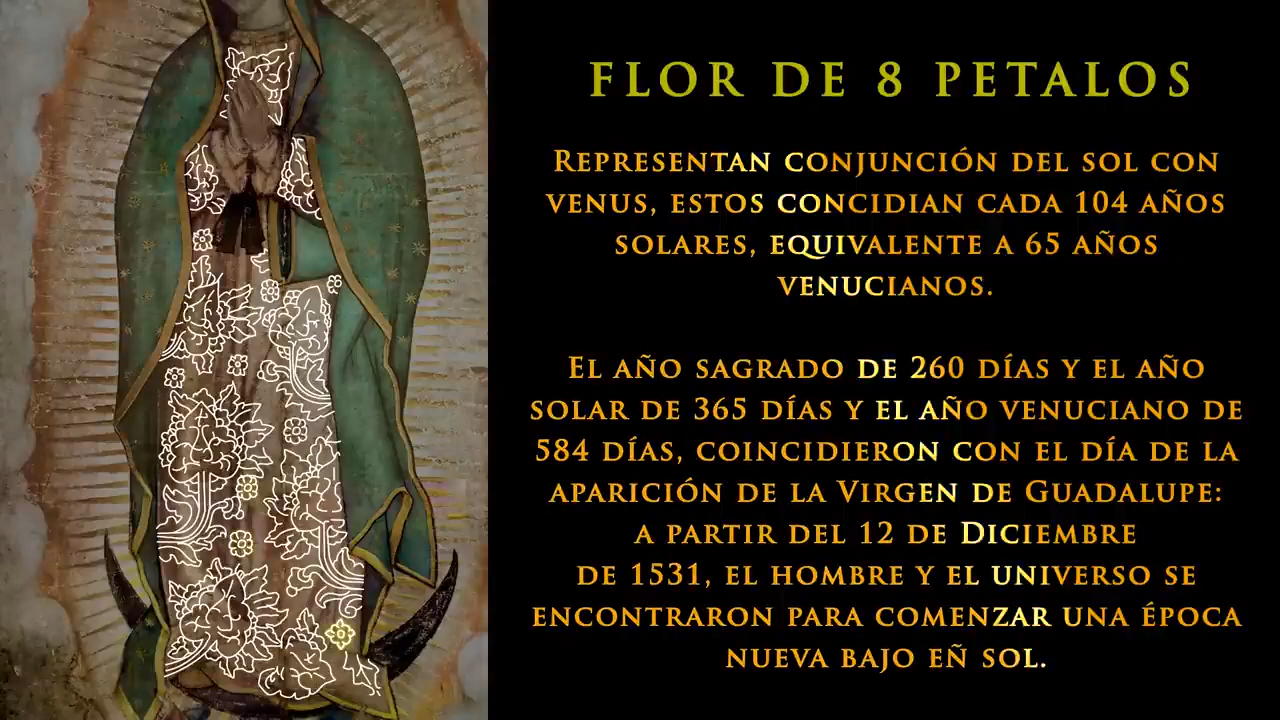 FLOR DE 8 PETALOS
REPRESENTAN CONJUNCIÓN DEL SOL CON
VENUS, ESTOS CONCIDIAN CADA 104 AÑOS
SOLARES, EQUIVALENTE A 65 AÑOS
VENUCIANOS.
EL AÑO SAGRADO DE 260 DÍAS Y EL AÑO
SOLAR DE 365 DÍAS Y EL AÑO VENUCIANO DE
584 DÍAS, COINCIDIERON CON EL DÍA DE LA
APARICIÓN DE LA VIRGEN DE GUADALUPE:
A PARTIR DEL 12 DE DICIEMBRE
DE 1531, EL HOMBRE Y EL UNIVERSO SE
ENCONTRARON PARA COMENZAR UNA ÉPOCA
NUEVA BAJO EÑ SOL.